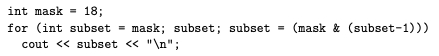 int mask = 18;
for (int subset = mask; subset; subset = (mask & (subset-1)))
  cout << subset << "\n";